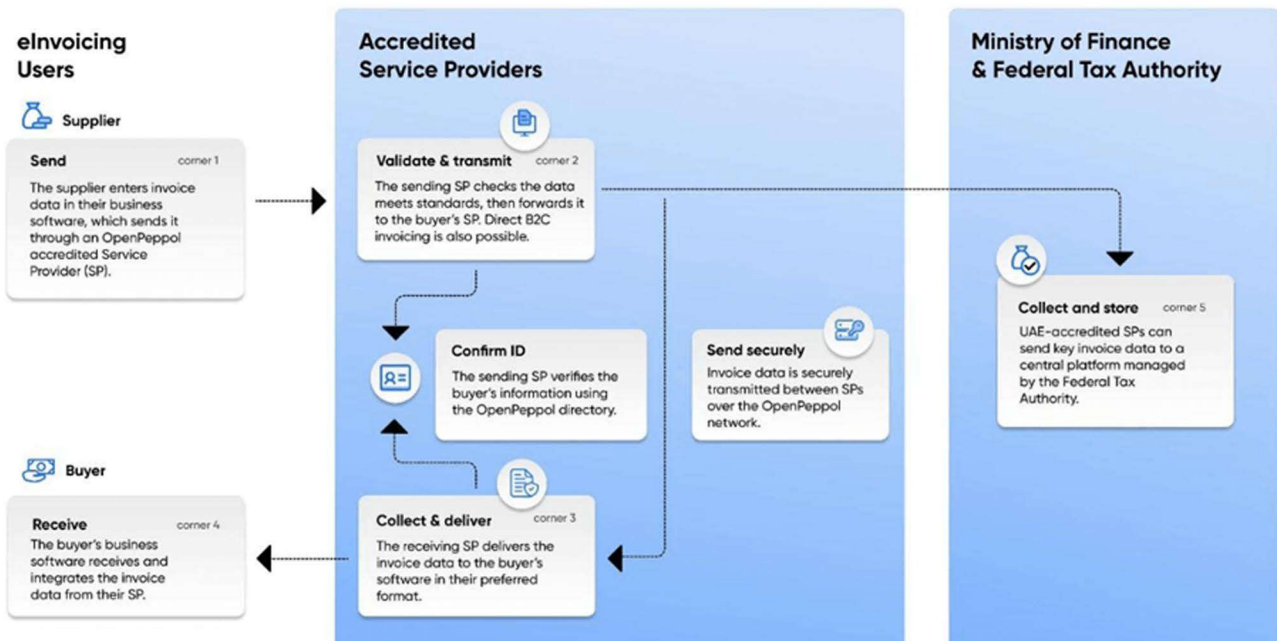 eInvoicing
Users
Supplier
Send
corner 1
The supplier enters invoice
data in their business
software, which sends it
through an OpenPeppol
accredited Service
Provider (SP).
Buyer
Receive
corner 4
The buyer's business
software receives and
integrates the invoice
data from their SP.
Accredited
Service Providers
Validate & transmit
corner 2
The sending SP checks the data
meets standards, then forwards it
to the buyer's SP. Direct B2C
invoicing is also possible.
Confirm ID
The sending SP verifies the
buyer's information using
the OpenPeppol directory.
Send securely
Invoice data is securely
transmitted between SPs
over the OpenPeppol
network.
Collect & deliver
corner 3
The receiving SP delivers the
invoice data to the buyer's
software in their preferred
format.
Ministry of Finance
& Federal Tax Authority
Collect and store
corner 5
UAE-accredited SPs can
send key invoice data to a
central platform managed
by the Federal Tax
Authority.